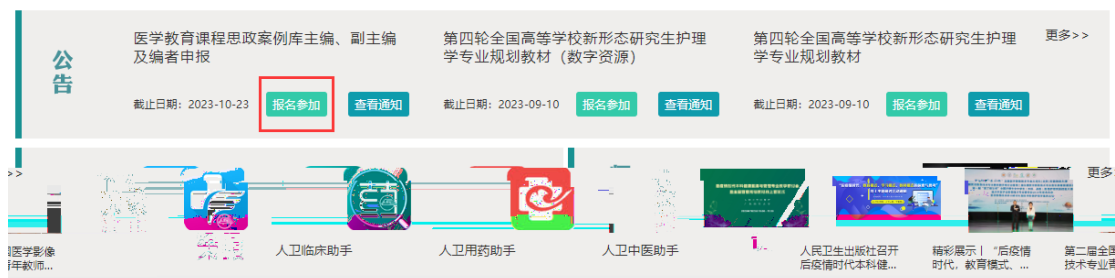 公告
医学教育课程思政案例库主编、副主编
及编者申报
截止日期：2023-10-23 报名参加 查看通知
第四轮全国高等学校新形态研究生护理
学专业规划教材（数字资源）
截止日期：2023-09-10 报名参加 查看通知
第四轮全国高等学校新形态研究生护理
学专业规划教材
截止日期：2023-09-10 报名参加 查看通知
更多>>
>>
更多
医学影像
年教师...
人卫临床助手
人卫用药助手
人卫中医助手
人民卫生出版社召开
后疫情时代本科健...
精彩展示 | “后疫情
时代，教育模式、...
第二届全国
技术专业青